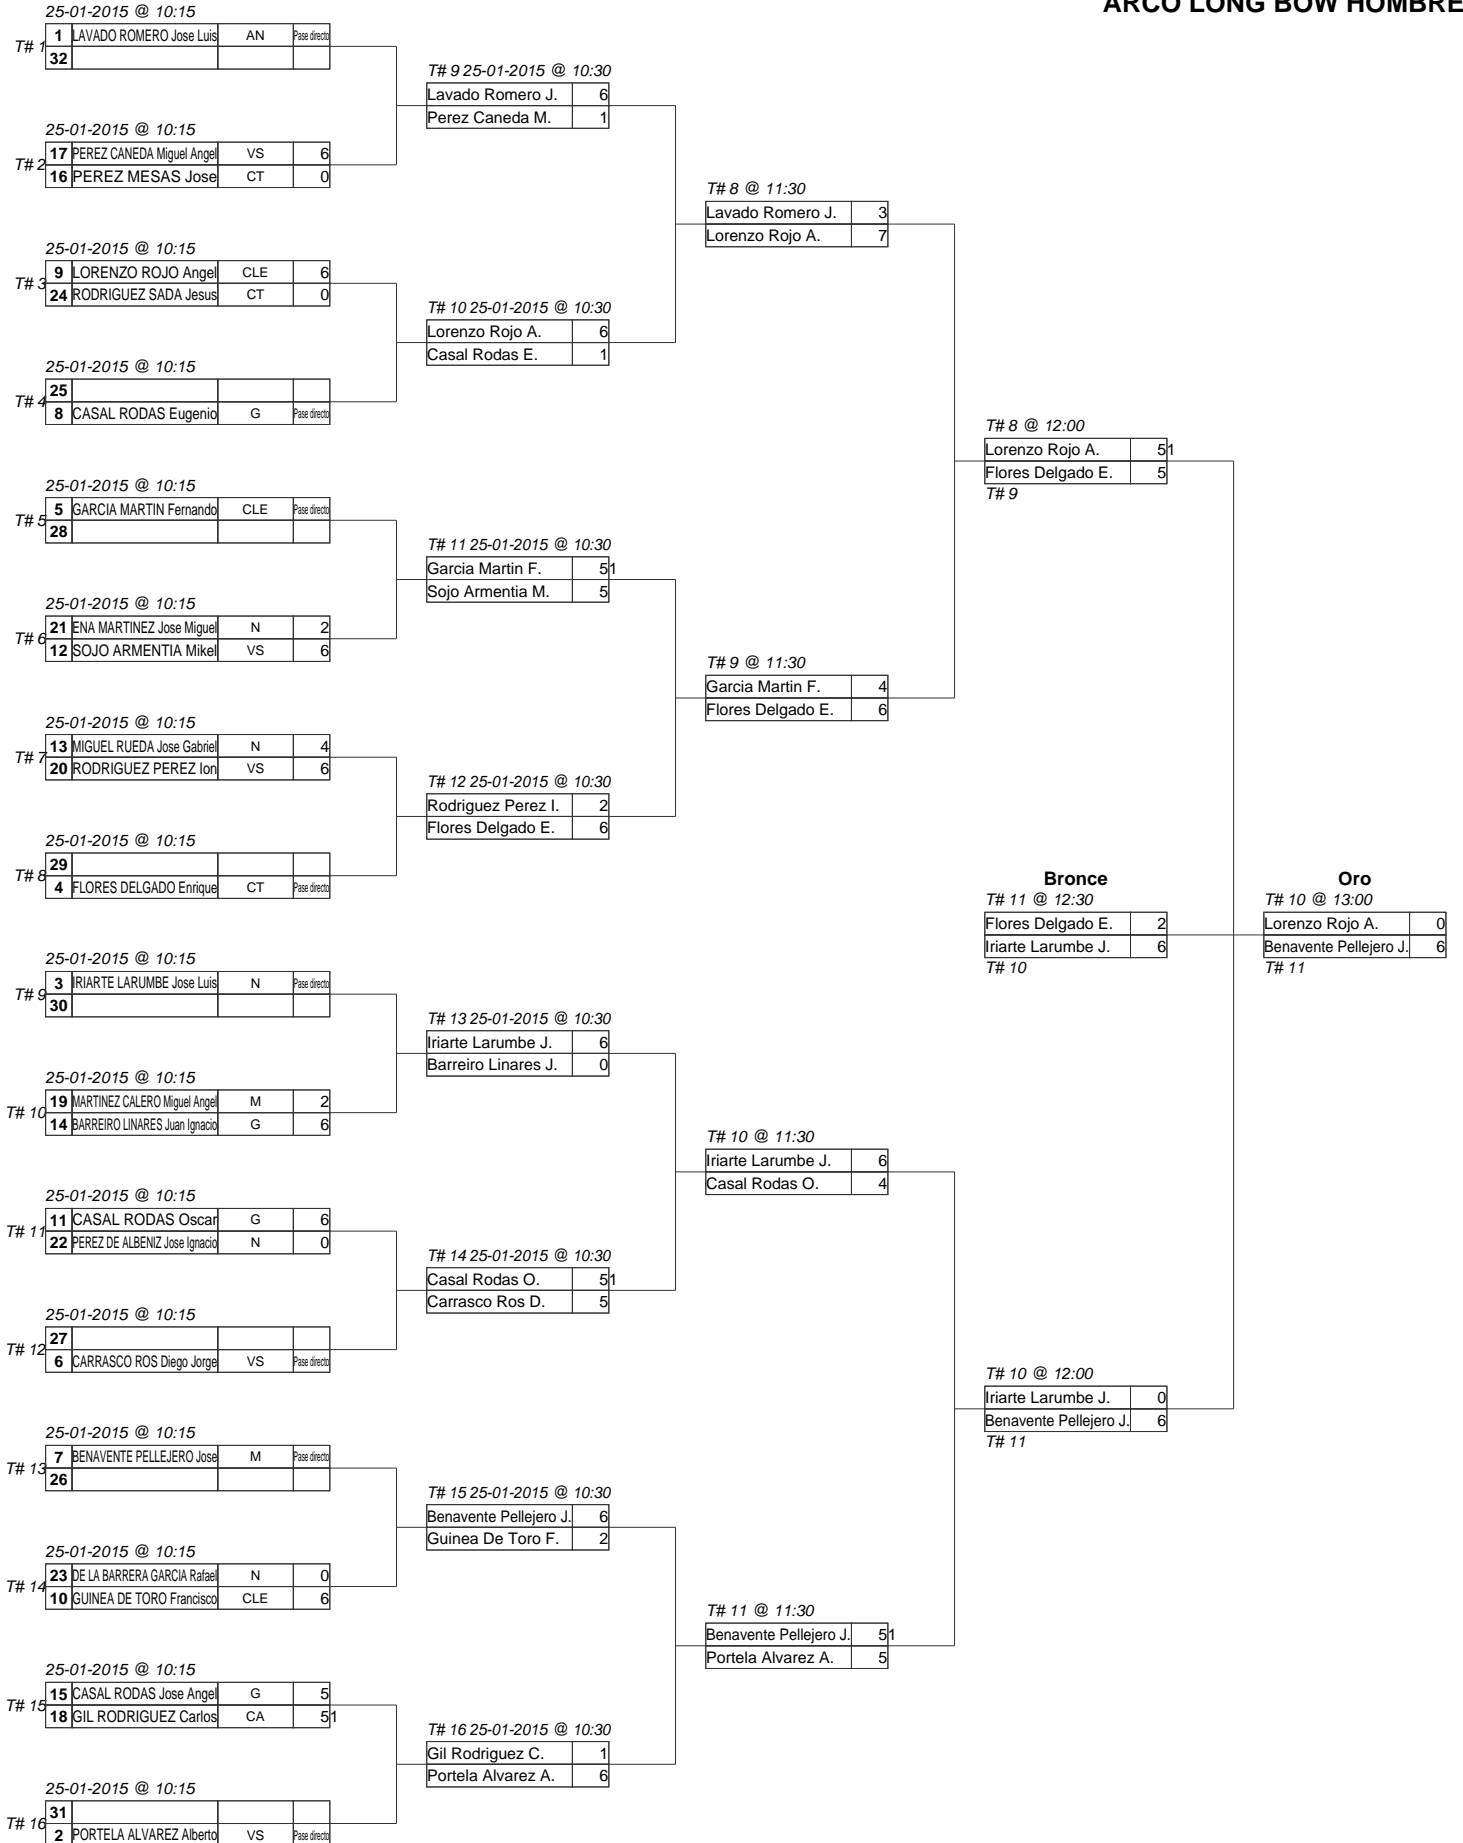 ARCO LONG BOW HOMBRE
25-01-2015 @ 10:15
T# 1
1 LAVADO ROMERO Jose Luis AN Pase directo
32
25-01-2015 @ 10:15
T# 2
17 PEREZ CANEDA Miguel Angel VS 6
16 PEREZ MESAS Jose CT 0
25-01-2015 @ 10:15
T# 3
9 LORENZO ROJO Angel CLE 6
24 RODRIGUEZ SADA Jesus CT 0
25-01-2015 @ 10:15
T# 4
25
8 CASAL RODAS Eugenio G Pase directo
25-01-2015 @ 10:15
T# 5
5 GARCIA MARTIN Fernando CLE Pase directo
28
25-01-2015 @ 10:15
T# 6
21 ENA MARTINEZ Jose Miguel N 2
12 SOJO ARMENTIA Mikel VS 6
25-01-2015 @ 10:15
T# 7
13 MIGUEL RUEDA Jose Gabriel N 4
20 RODRIGUEZ PEREZ Ion VS 6
25-01-2015 @ 10:15
T# 8
29
4 FLORES DELGADO Enrique CT Pase directo
25-01-2015 @ 10:15
T# 9
3 IRIARTE LARUMBE Jose Luis N Pase directo
30
25-01-2015 @ 10:15
T# 10
19 MARTINEZ CALERO Miguel Angel M 2
14 BARREIRO LINARES Juan Ignacio G 6
25-01-2015 @ 10:15
T# 11
11 CASAL RODAS Oscar G 6
22 PEREZ DE ALBENIZ Jose Ignacio N 0
25-01-2015 @ 10:15
T# 12
27
6 CARRASCO ROS Diego Jorge VS Pase directo
25-01-2015 @ 10:15
T# 13
7 BENAVENTE PELLEJERO Jose M Pase directo
26
25-01-2015 @ 10:15
T# 14
23 DE LA BARRERA GARCIA Rafael N 0
10 GUINEA DE TORO Francisco CLE 6
25-01-2015 @ 10:15
T# 15
15 CASAL RODAS Jose Angel G 5
18 GIL RODRIGUEZ Carlos CA 51
25-01-2015 @ 10:15
T# 16
31
2 PORTELA ALVAREZ Alberto VS Pase directo
T# 9 25-01-2015 @ 10:30
Lavado Romero J. 6
Perez Caneda M. 1
T# 10 25-01-2015 @ 10:30
Lorenzo Rojo A. 6
Casal Rodas E. 1
T# 11 25-01-2015 @ 10:30
Garcia Martin F. 51
Sojo Armentia M. 5
T# 12 25-01-2015 @ 10:30
Rodriguez Perez I. 2
Flores Delgado E. 6
T# 13 25-01-2015 @ 10:30
Iriarte Larumbe J. 6
Barreiro Linares J. 0
T# 14 25-01-2015 @ 10:30
Casal Rodas O. 51
Carrasco Ros D. 5
T# 15 25-01-2015 @ 10:30
Benavente Pellejero J. 6
Guinea De Toro F. 2
T# 16 25-01-2015 @ 10:30
Gil Rodriguez C. 1
Portela Alvarez A. 6
T# 8 @ 11:30
Lavado Romero J. 3
Lorenzo Rojo A. 7
T# 9 @ 11:30
Garcia Martin F. 4
Flores Delgado E. 6
T# 10 @ 11:30
Iriarte Larumbe J. 6
Casal Rodas O. 4
T# 11 @ 11:30
Benavente Pellejero J. 51
Portela Alvarez A. 5
T# 8 @ 12:00
Lorenzo Rojo A. 51
Flores Delgado E. 5
T# 9
T# 10 @ 12:00
Iriarte Larumbe J. 0
Benavente Pellejero J. 6
T# 11
Bronce
T# 11 @ 12:30
Flores Delgado E. 2
Iriarte Larumbe J. 6
T# 10
Oro
T# 10 @ 13:00
Lorenzo Rojo A. 0
Benavente Pellejero J. 6
T# 11